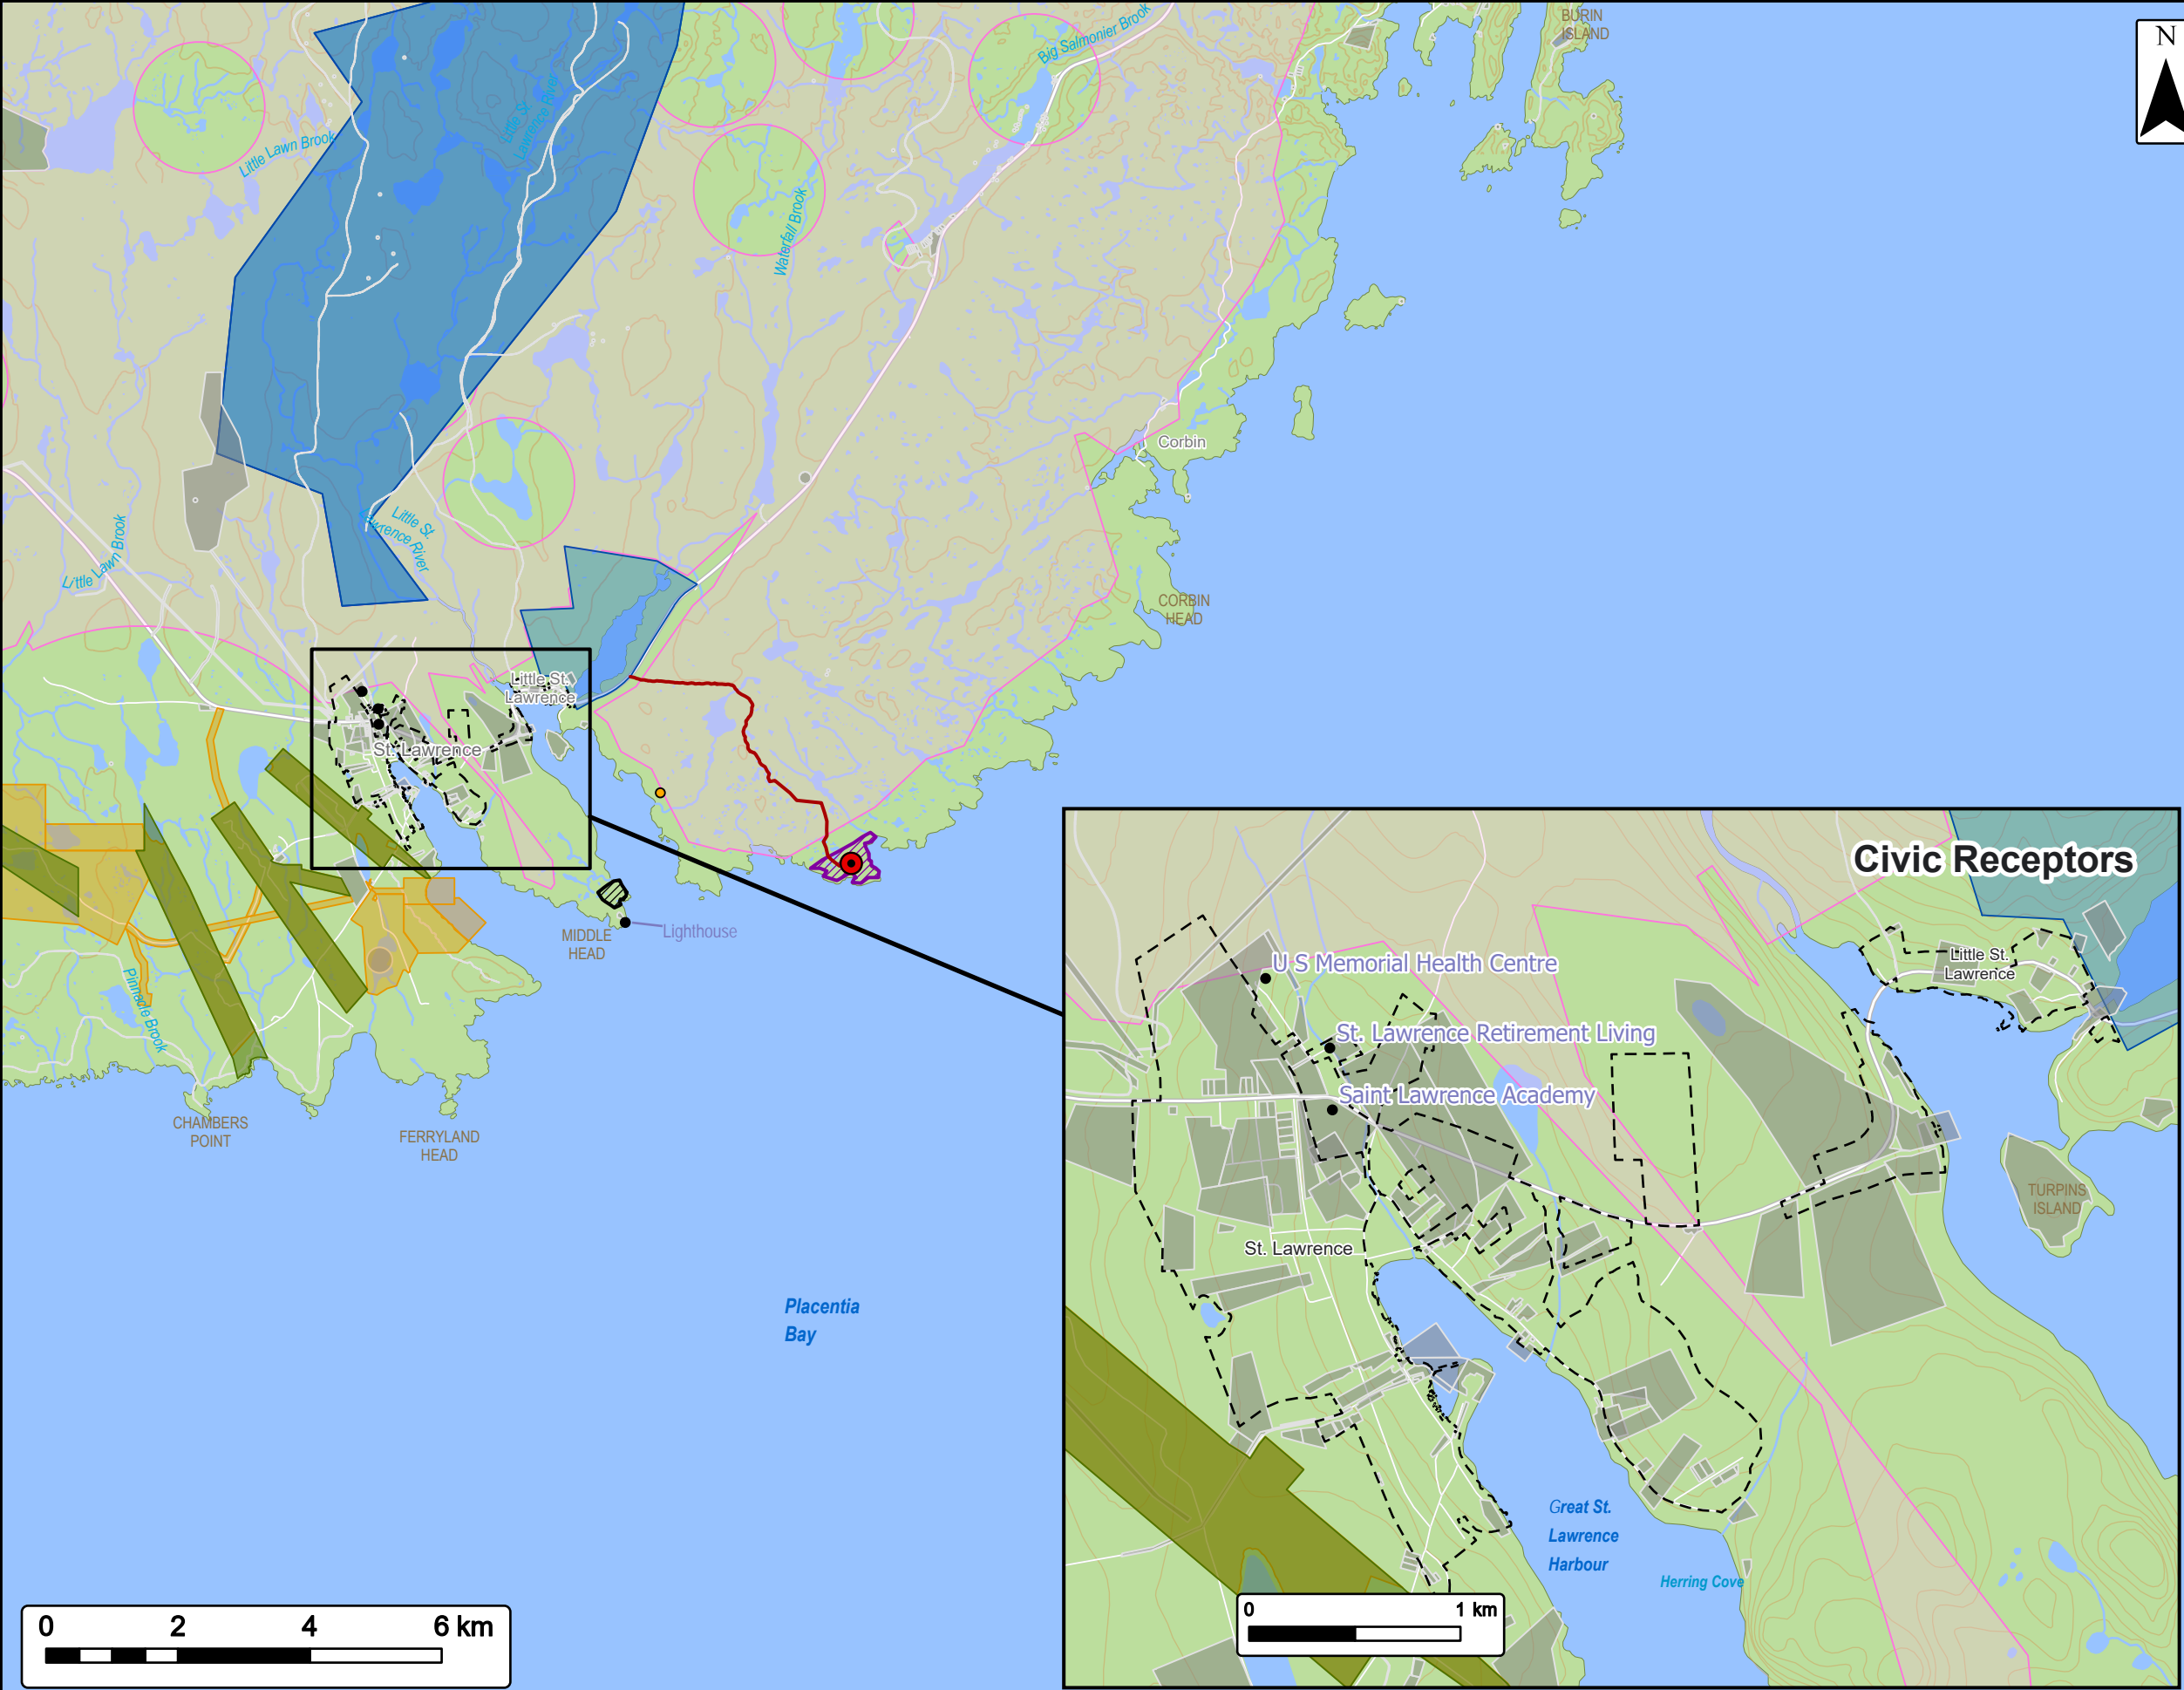 BURIN
ISLAND
N
Big Salmonier Brook
Little St.
Lawrence River
Little Lawn Brook
Waterfall Brook
Corbin
Little St.
Lawrence River
Little Lawn Brook
CORBIN
HEAD
Little St.
Lawrence
St. Lawrence
Lighthouse
MIDDLE
HEAD
Pinnacle Brook
CHAMBERS
POINT
FERRYLAND
HEAD
Placentia
Bay
0 2 4 6 km
Civic Receptors
Little St.
Lawrence
U S Memorial Health Centre
St. Lawrence Retirement Living
Saint Lawrence Academy
TURPINS
ISLAND
St. Lawrence
Great St.
Lawrence
Harbour
Herring Cove
0 1 km